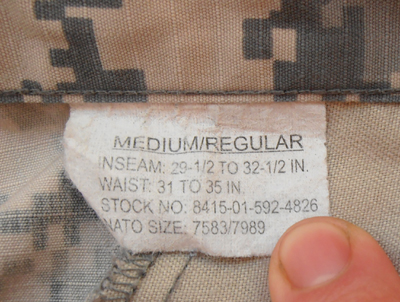 MEDIUM/REGULAR
INSEAM: 29-1/2 TO 32-1/2 IN.
WAIST: 31 TO 35 IN.
STOCK NO: 8415-01-592-4826
NATO SIZE: 7583/7989